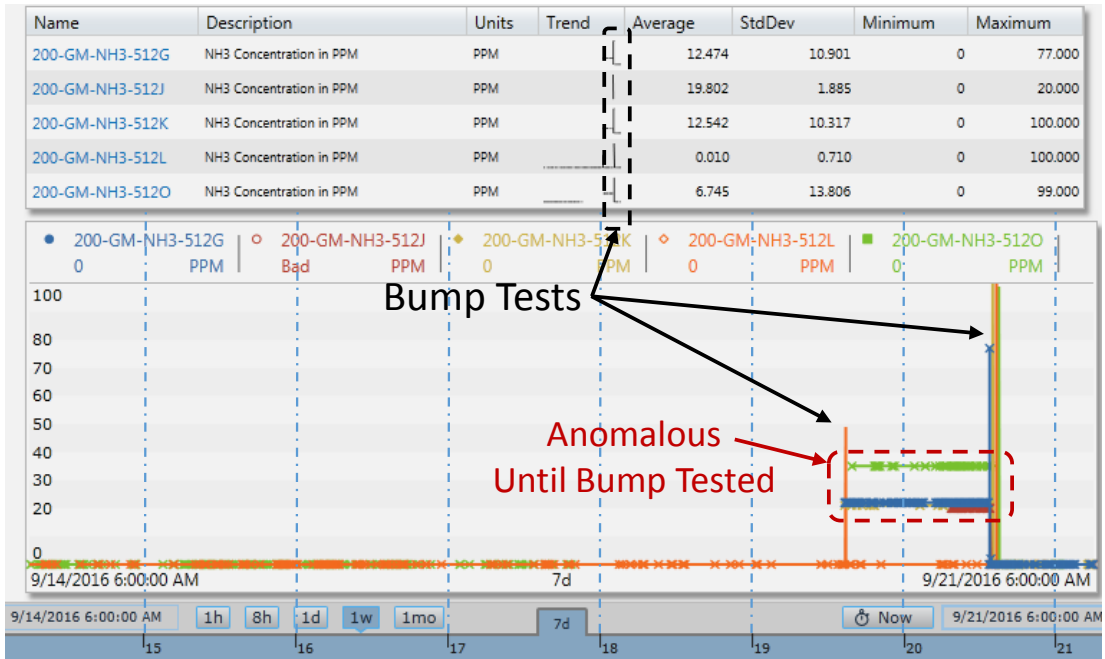 Name Description Units Trend Average StdDev Minimum Maximum
200-GM-NH3-512G NH3 Concentration in PPM PPM 12.474 10.901 0 77.000
200-GM-NH3-512J NH3 Concentration in PPM PPM 19.802 1.885 0 20.000
200-GM-NH3-512K NH3 Concentration in PPM PPM 12.542 10.317 0 100.000
200-GM-NH3-512L NH3 Concentration in PPM PPM 0.010 0.710 0 100.000
200-GM-NH3-512O NH3 Concentration in PPM PPM 6.745 13.806 0 99.000
200-GM-NH3-512G 200-GM-NH3-512J 200-GM-NH3-512K 200-GM-NH3-512L 200-GM-NH3-512O
0 PPM Bad PPM 0 PPM 0 PPM 0 PPM
100
Bump Tests
80
70
60
50
Anomalous
40
Until Bump Tested
30
20
0
9/14/2016 6:00:00 AM 7d 9/21/2016 6:00:00 AM
9/14/2016 6:00:00 AM 1h 8h 1d 1w 1mo 7d Now 9/21/2016 6:00:00 AM
15 16 17 18 19 20 21